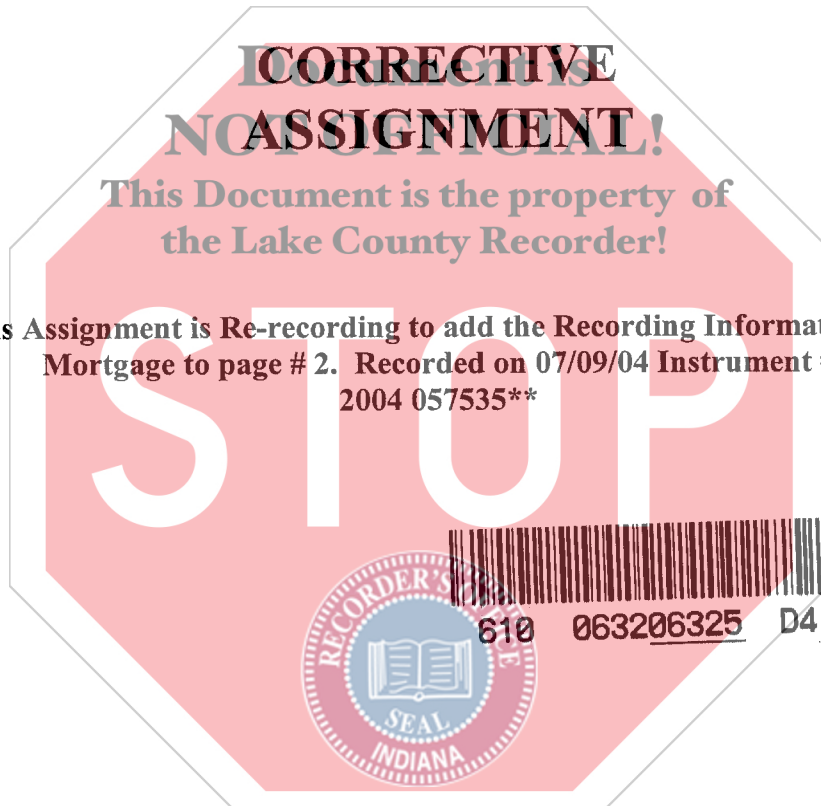 Document is
CORRECTIVE
NOT OFFICIAL!
ASSIGNMENT
This Document is the property of
the Lake County Recorder!
s Assignment is Re-recording to add the Recording Informa
Mortgage to page # 2. Recorded on 07/09/04 Instrument
2004 057535**
STOP
610 063206325 D4
RECORDER'S OFFICE
SEAL
INDIANA